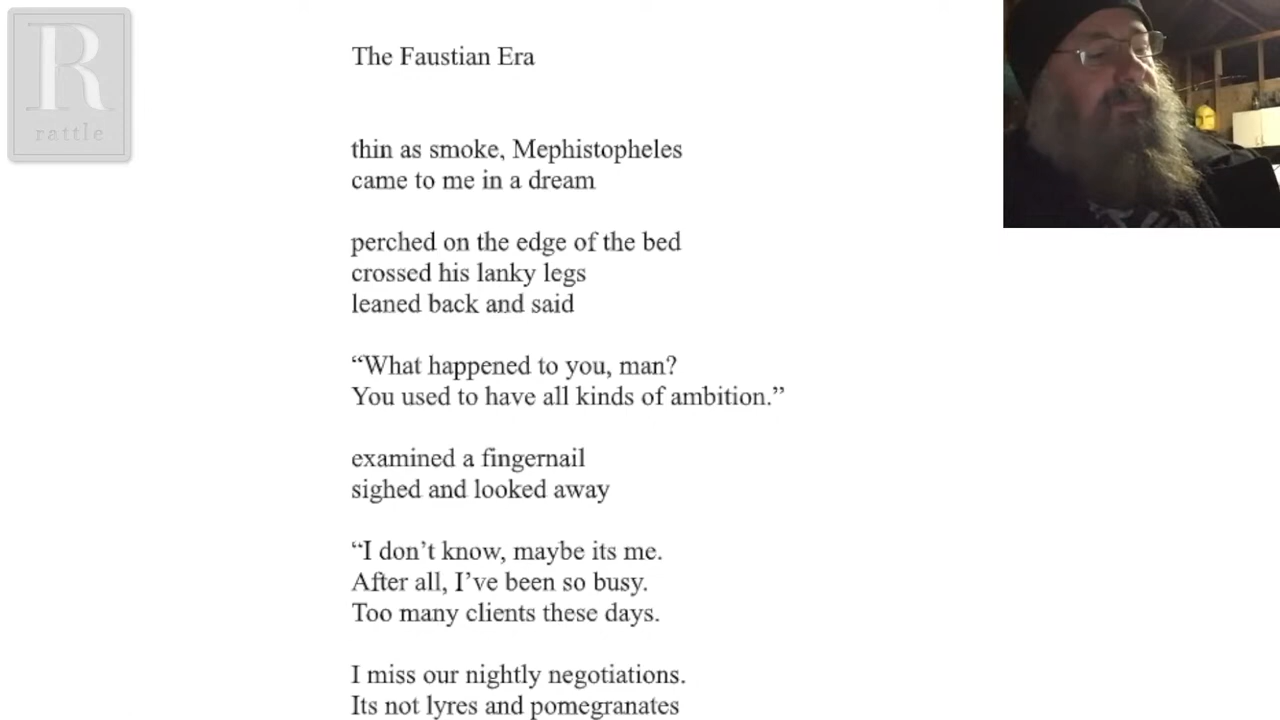 R
rattle
The Faustian Era
thin as smoke, Mephistopheles
came to me in a dream
perched on the edge of the bed
crossed his lanky legs
leaned back and said
“What happened to you, man?
You used to have all kinds of ambition.”
examined a fingernail
sighed and looked away
“I don’t know, maybe its me.
After all, I’ve been so busy.
Too many clients these days.
I miss our nightly negotiations.
Its not lyres and pomegranates